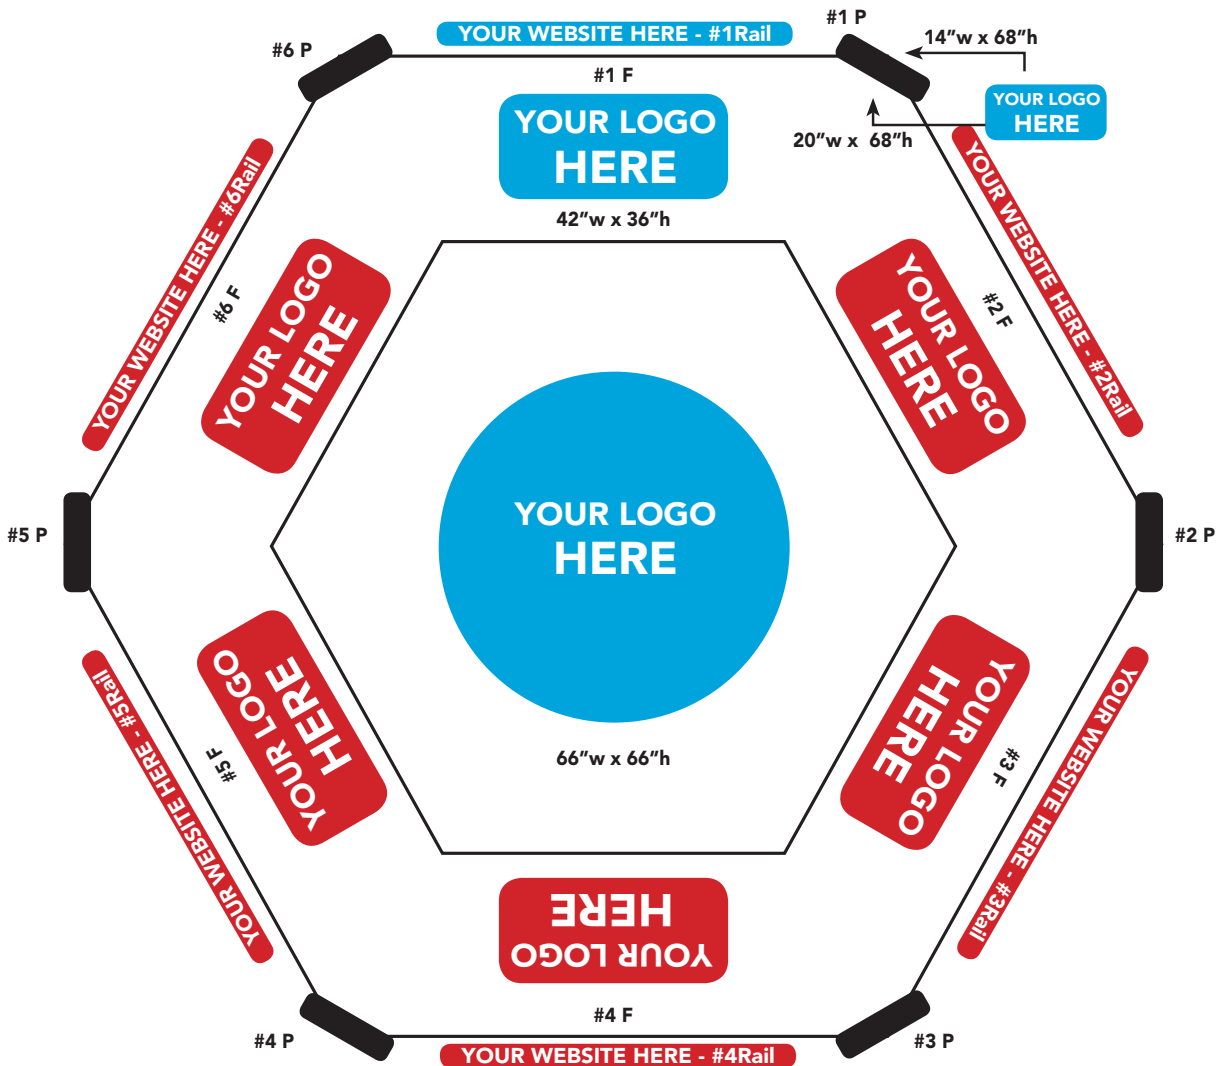 #1 P
YOUR WEBSITE HERE - #1Rail
#6 P
14"w x 68"h
#1 F
YOUR LOGO
HERE
YOUR LOGO
HERE
20"w x  68"h
42"w x 36"h
YOUR WEBSITE HERE - #6Rail
#6 F
YOUR LOGO
HERE
YOUR LOGO
HERE
#2 F
YOUR WEBSITE HERE - #2Rail
YOUR LOGO
HERE
#5 P
#2 P
66"w x 66"h
YOUR WEBSITE HERE - #5Rail
#5 F
YOUR LOGO
HERE
YOUR LOGO
HERE
#3 F
YOUR WEBSITE HERE - #3Rail
YOUR LOGO
HERE
#4 F
#4 P
#3 P
YOUR WEBSITE HERE - #4Rail